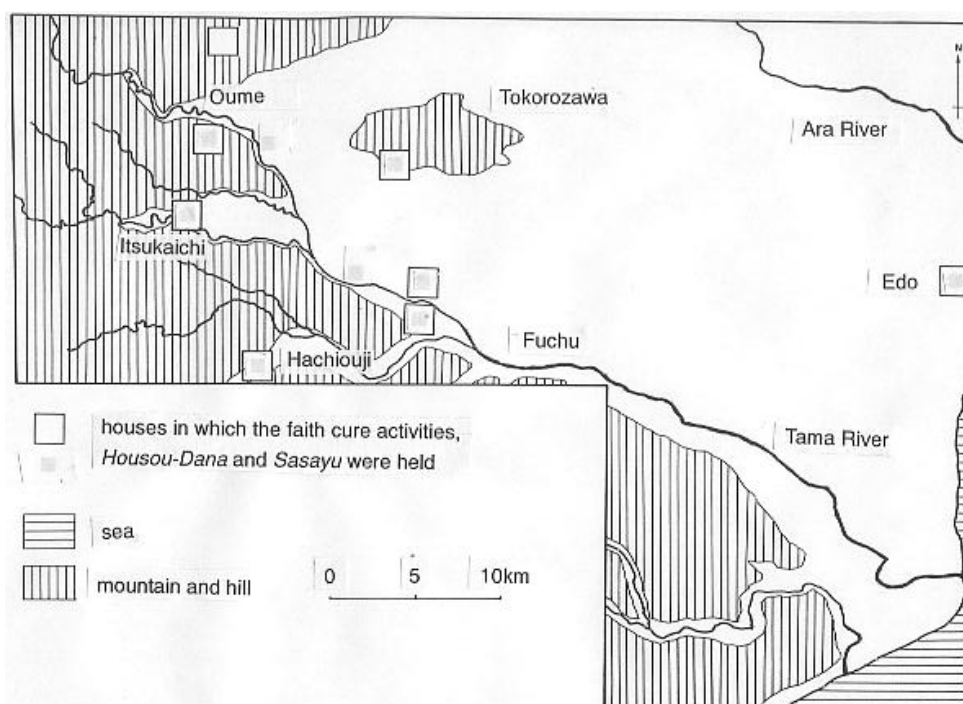 N
Oume
Tokorozawa
Ara River
Itsukaichi
Edo
Fuchu
Hachiouji
Tama River
houses in which the faith cure activities,
Housou-Dana and Sasayu were held
sea
mountain and hill
0 5 10km